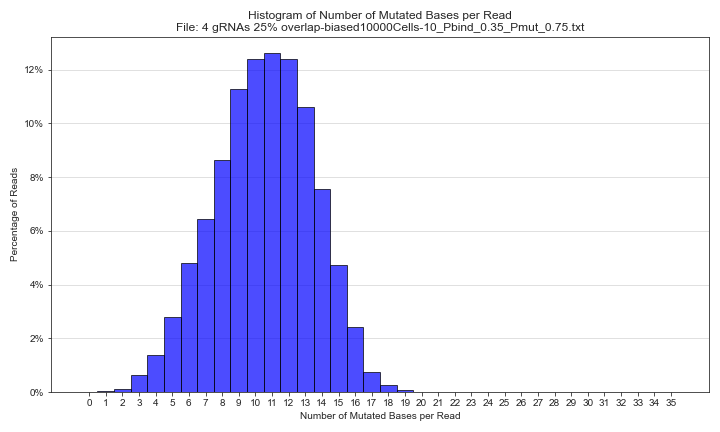 Histogram of Number of Mutated Bases per Read
File: 4 gRNAs 25% overlap-biased10000Cells-10_Pbind_0.35_Pmut_0.75.txt
Percentage of Reads
12%
10%
8%
6%
4%
2%
0%
0 1 2 3 4 5 6 7 8 9 10 11 12 13 14 15 16 17 18 19 20 21 22 23 24 25 26 27 28 29 30 31 32 33 34 35
Number of Mutated Bases per Read